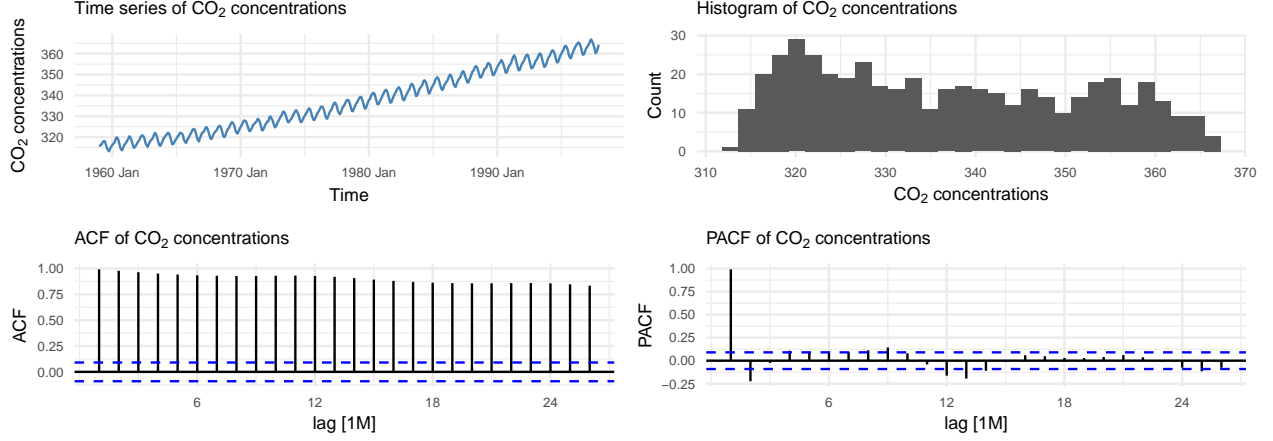 Time series of CO₂ concentrations
CO₂ concentrations
360
350
340
330
320
1960 Jan 1970 Jan 1980 Jan 1990 Jan
Time
Histogram of CO₂ concentrations
Count
30
20
10
0
310 320 330 340 350 360 370
CO₂ concentrations
ACF of CO₂ concentrations
ACF
1.00
0.75
0.50
0.25
0.00
6 12 18 24
lag [1M]
PACF of CO₂ concentrations
PACF
1.00
0.75
0.50
0.25
0.00
−0.25
6 12 18 24
lag [1M]